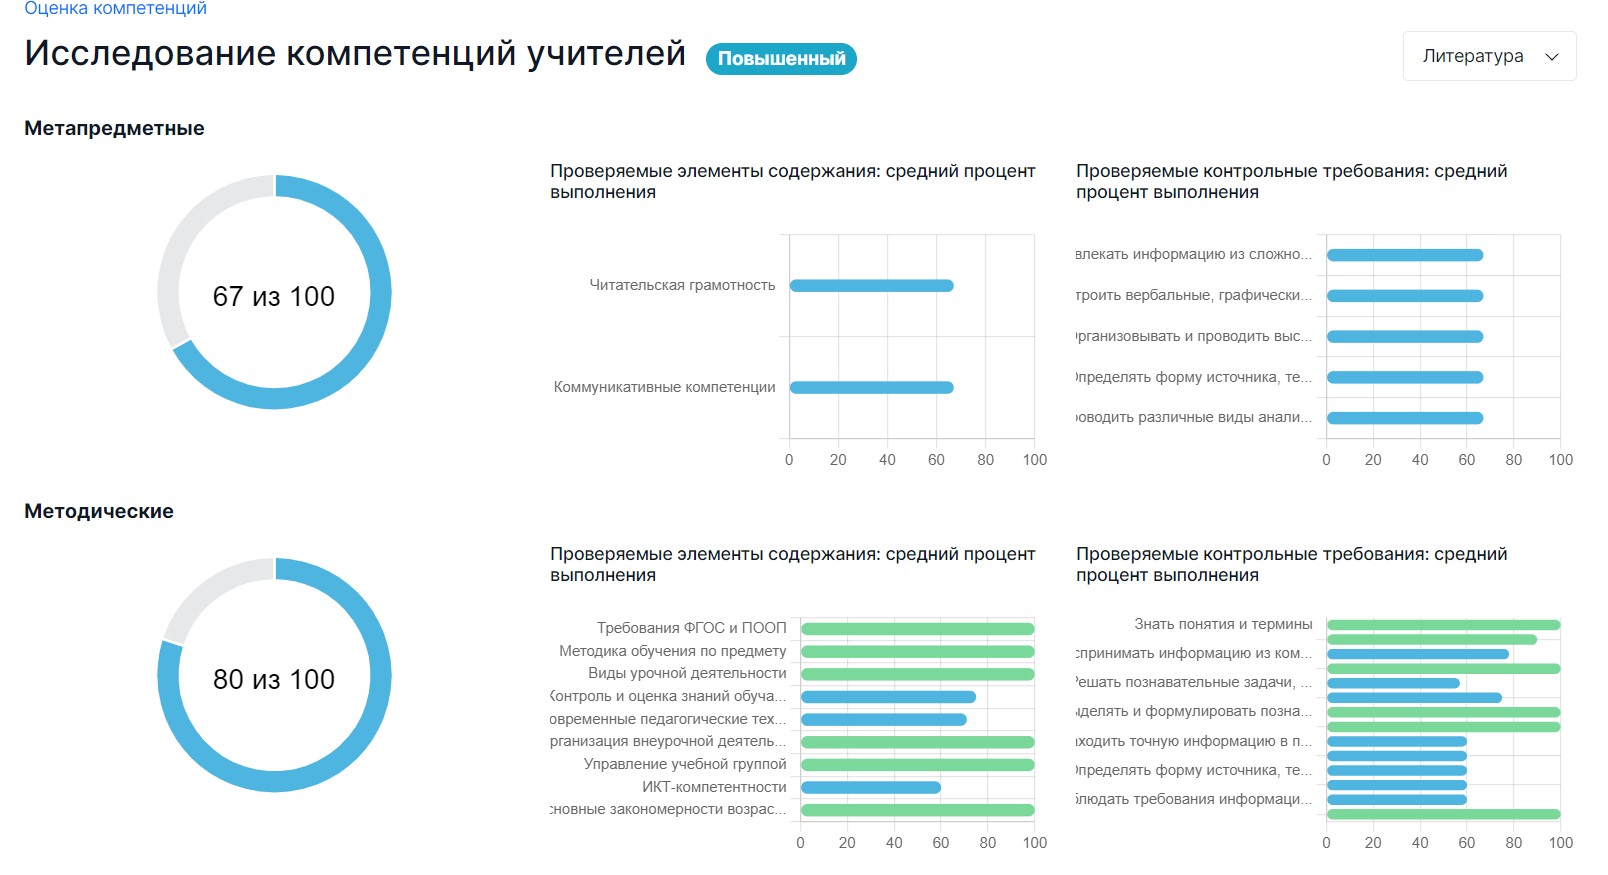 Оценка компетенций
Исследование компетенций учителей
Повышенный
Литература
Метапредметные
67 из 100
Проверяемые элементы содержания: средний процент
выполнения
Читательская грамотность
Коммуникативные компетенции
0 20 40 60 80 100
Проверяемые контрольные требования: средний
процент выполнения
влекать информацию из сложно...
троить вербальные, графически...
рганизовывать и проводить выс...
пределять форму источника, те...
оводить различные виды анали...
0 20 40 60 80 100
Методические
80 из 100
Проверяемые элементы содержания: средний процент
выполнения
Требования ФГОС и ПООП
Методика обучения по предмету
Виды урочной деятельности
Контроль и оценка знаний обуча...
овременные педагогические тех...
рганизация внеурочной деятель...
Управление учебной группой
ИКТ-компетентности
сновные закономерности возрас...
0 20 40 60 80 100
Проверяемые контрольные требования: средний
процент выполнения
Знать понятия и термины
спринимать информацию из ком...
Решать познавательные задачи, ...
делять и формулировать позна...
ходить точную информацию в п...
пределять форму источника, те...
блюдать требования информаци...
0 20 40 60 80 100